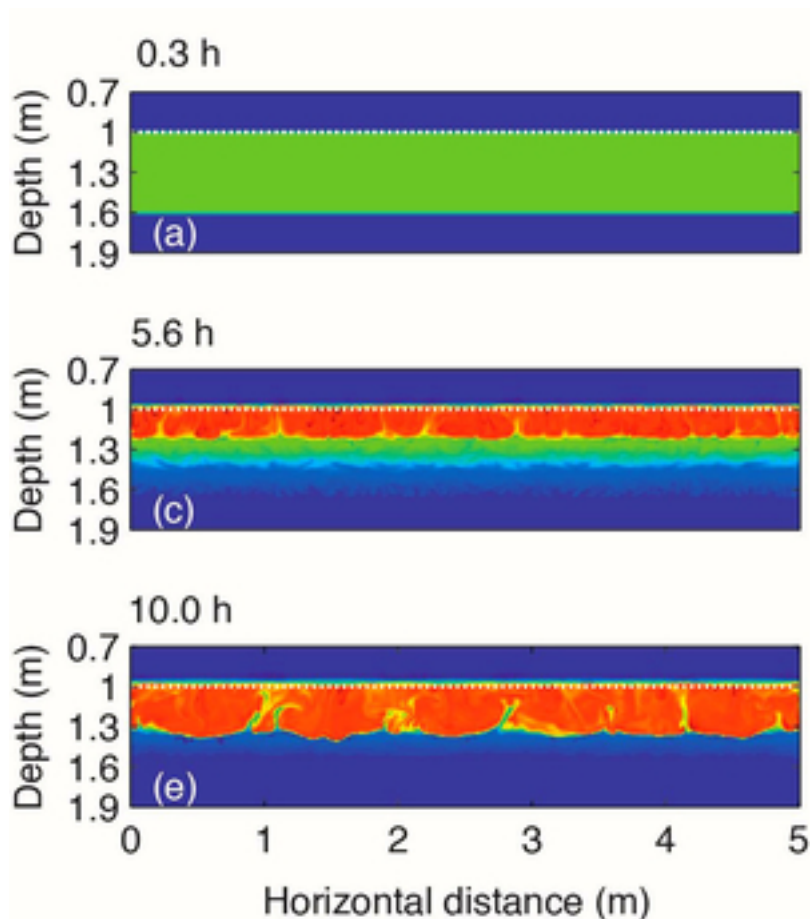 0.3 h
Depth (m)
0.7
1
1.3
1.6
1.9
(a)
5.6 h
Depth (m)
0.7
1
1.3
1.6
1.9
(c)
10.0 h
Depth (m)
0.7
1
1.3
1.6
1.9
(e)
0 1 2 3 4 5
Horizontal distance (m)